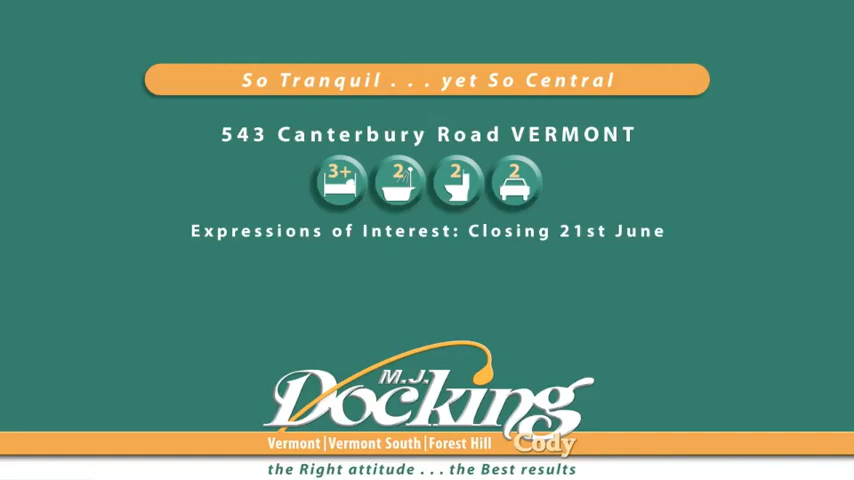 So Tranquil . . . yet So Central
543 Canterbury Road VERMONT
3+ 2 2 2
Expressions of Interest: Closing 21st June
M.J.
Docking
Vermont|Vermont South|Forest Hill
Cody
the Right attitude . . . the Best results